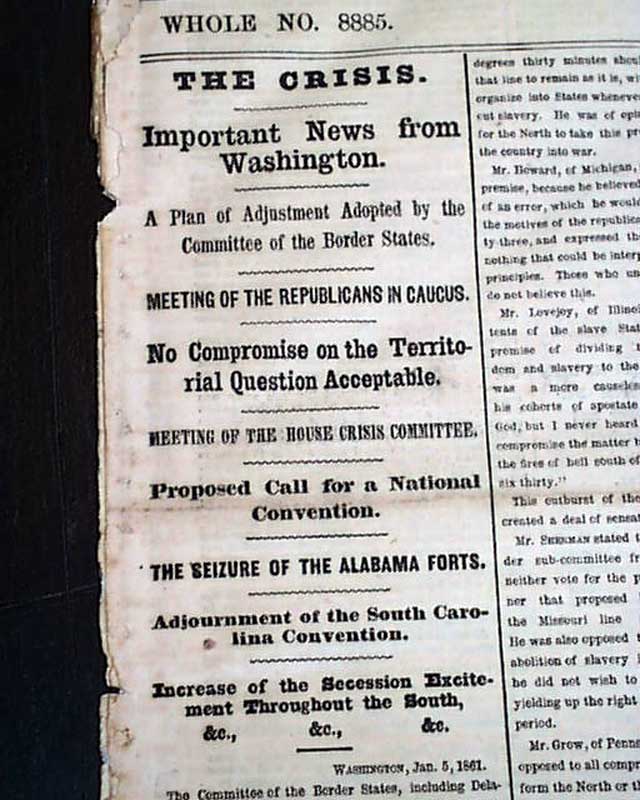 WHOLE NO. 8885.
THE CRISIS.
Important News from
Washington.
A Plan of Adjustment Adopted by the
Committee of the Border States.
MEETING OF THE REPUBLICANS IN CAUCUS.
No Compromise on the Territo-
rial Question Acceptable.
MEETING OF THE HOUSE CRISIS COMMITTEE.
Proposed Call for a National
Convention.
THE SEIZURE OF THE ALABAMA FORTS.
Adjournment of the South Caro-
lina Convention.
Increase of the Secession Excite-
ment Throughout the South,
&c., &c., &c.
WASHINGTON, Jan. 5, 1861.
The Committee of the Border States, including Dela-
degrees thirty minutes
that line to remain as it is,
organize into States
slavery. He was of
for the North to take this
the country into war.
Mr. Howard, of Michigan,
premise, because he believed
of an error, which he would
the motives of the
ty-three, and expressed
nothing that could be
principles. Those who
do not believe this.
Mr. Lovejoy, of
tents of the slave
premise of dividing
dom and slavery to the
was a more
his cohorts of apostate
God, but I never heard
compromise the matter
the fires of hell south of
six thirty."
This outburst of the
created a deal of
Mr. SHERMAN stated
der sub-committee
neither vote for the
nor that proposed
the Missouri line
He was also opposed
abolition of slavery
he did not wish to
yielding up the right
period.
Mr. Grow, of
opposed to all
form the North or